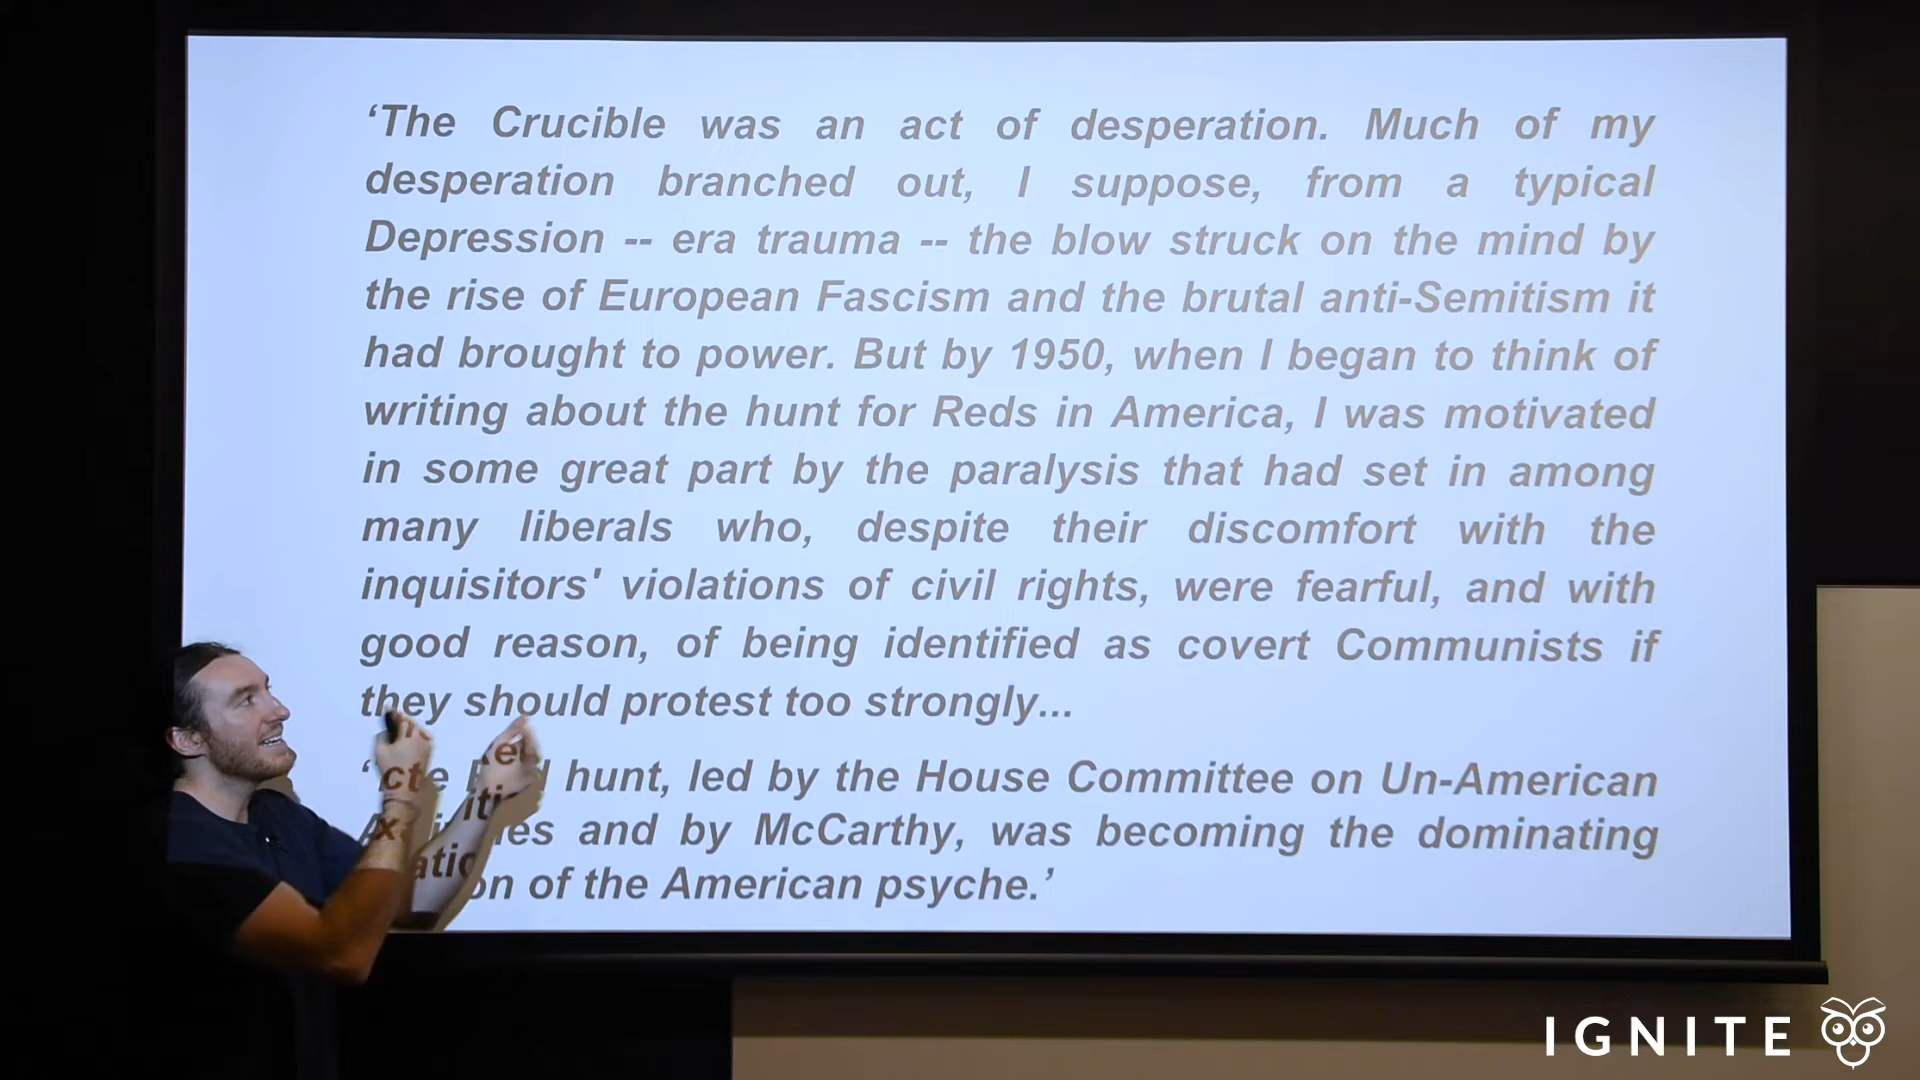 ‘The Crucible was an act of desperation. Much of my
desperation branched out, I suppose, from a typical
Depression -- era trauma -- the blow struck on the mind by
the rise of European Fascism and the brutal anti-Semitism it
had brought to power. But by 1950, when I began to think of
writing about the hunt for Reds in America, I was motivated
in some great part by the paralysis that had set in among
many liberals who, despite their discomfort with the
inquisitors' violations of civil rights, were fearful, and with
good reason, of being identified as covert Communists if
they should protest too strongly...
hunt, led by the House Committee on Un-American
and by McCarthy, was becoming the dominating
of the American psyche.’
IGNITE